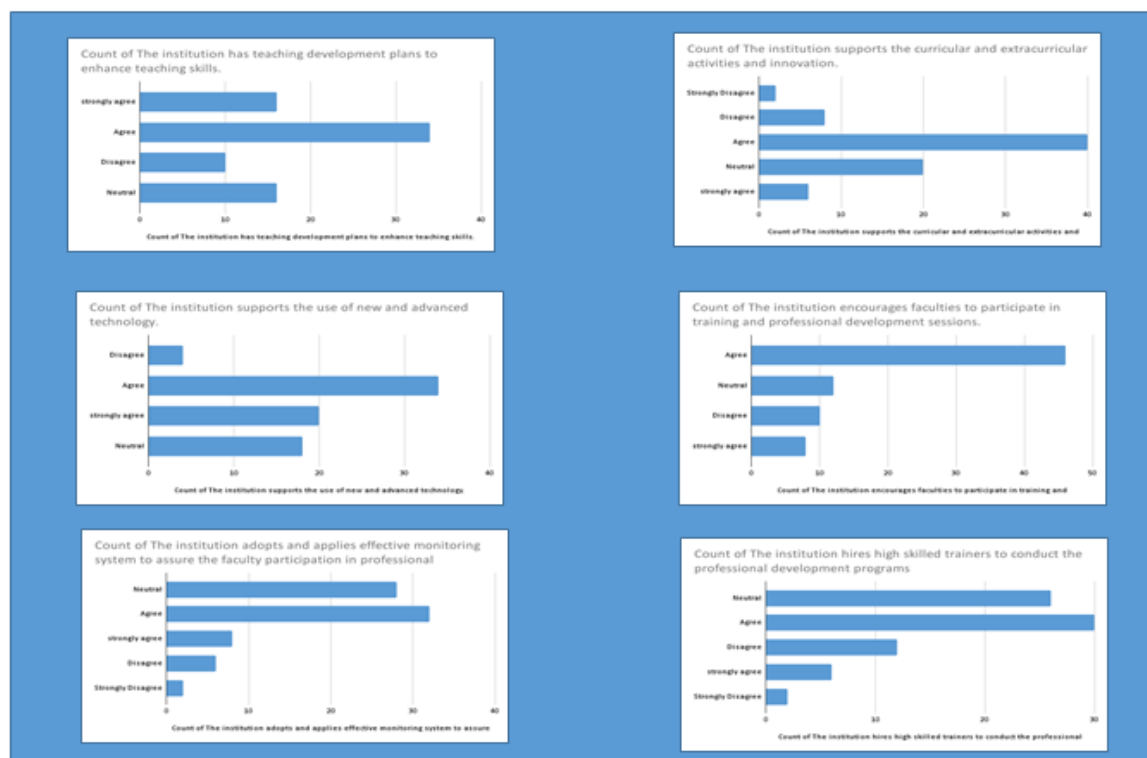 Count of The institution has teaching development plans to
enhance teaching skills.
strongly agree
Agree
Disagree
Neutral
0 10 20 30 40
Count of The institution has teaching development plans to enhance teaching skills.
Count of The institution supports the curricular and extracurricular
activities and innovation.
Strongly Disagree
Disagree
Agree
Neutral
strongly agree
0 10 20 30 40
Count of The institution supports the curricular and extracurricular activities and
Count of The institution supports the use of new and advanced
technology.
Disagree
Agree
strongly agree
Neutral
0 10 20 30 40
Count of The institution supports the use of new and advanced technology.
Count of The institution encourages faculties to participate in
training and professional development sessions.
Agree
Neutral
Disagree
strongly agree
0 10 20 30 40 50
Count of The institution encourages faculties to participate in training and
Count of The institution adopts and applies effective monitoring
system to assure the faculty participation in professional
Neutral
Agree
strongly agree
Disagree
Strongly Disagree
0 10 20 30 40
Count of The institution adopts and applies effective monitoring system to assure
Count of The institution hires high skilled trainers to conduct the
professional development programs
Neutral
Agree
Disagree
strongly agree
Strongly Disagree
0 10 20 30
Count of The institution hires high skilled trainers to conduct the professional